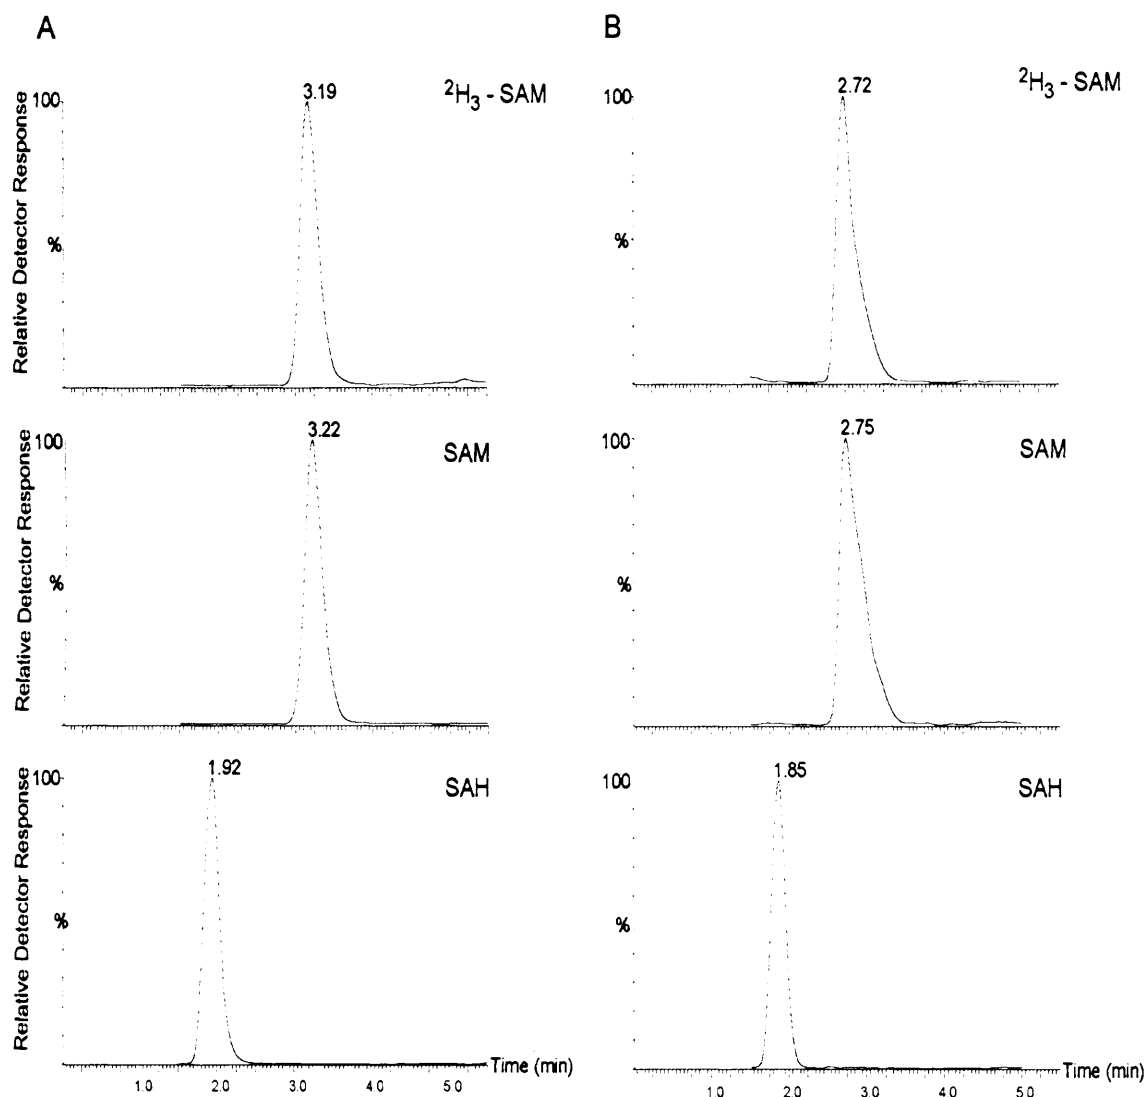 A
B
3.19
²H₃ - SAM
100
Relative Detector Response
%
2.72
²H₃ - SAM
100
%
3.22
SAM
100
Relative Detector Response
%
2.75
SAM
100
%
1.92
SAH
100
Relative Detector Response
%
1.85
SAH
100
%
Time (min)
1.0 2.0 3.0 4.0 5.0
Time (min)
1.0 2.0 3.0 4.0 5.0